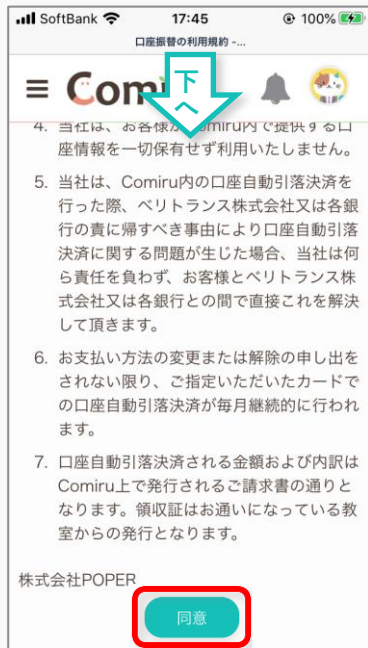 SoftBank 17:45 100%
口座振替の利用規約 -...
Comi
下
へ
4. 当社は、お客様がComiru内で提供する口
座情報を一切保有せず利用いたしません。
5. 当社は、Comiru内の口座自動引落決済を
行った際、ベリトランス株式会社又は各銀
行の責に帰すべき事由により口座自動引落
決済に関する問題が生じた場合、当社は何
ら責任を負わず、お客様とベリトランス株
式会社又は各銀行との間で直接これを解決
して頂きます。
6. お支払い方法の変更または解除の申し出を
されない限り、ご指定いただいたカードで
の口座自動引落決済が毎月継続的に行われ
ます。
7. 口座自動引落決済される金額および内訳は
Comiru上で発行されるご請求書の通りと
なります。領収証はお通いになっている教
室からの発行となります。
株式会社POPER
同意